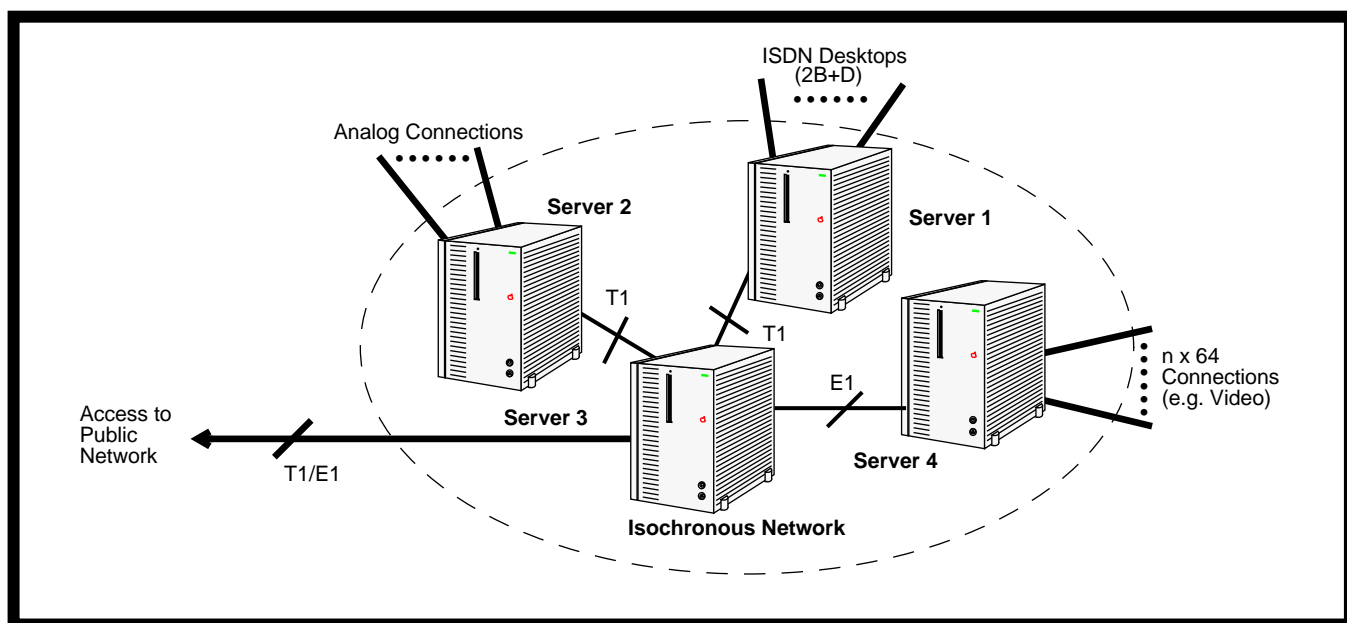 ISDN Desktops
(2B+D)
Analog Connections
Server 2
Server 1
T1
T1
n x 64
Connections
(e.g. Video)
E1
Access to
Public
Network
Server 3
Server 4
T1/E1
Isochronous Network